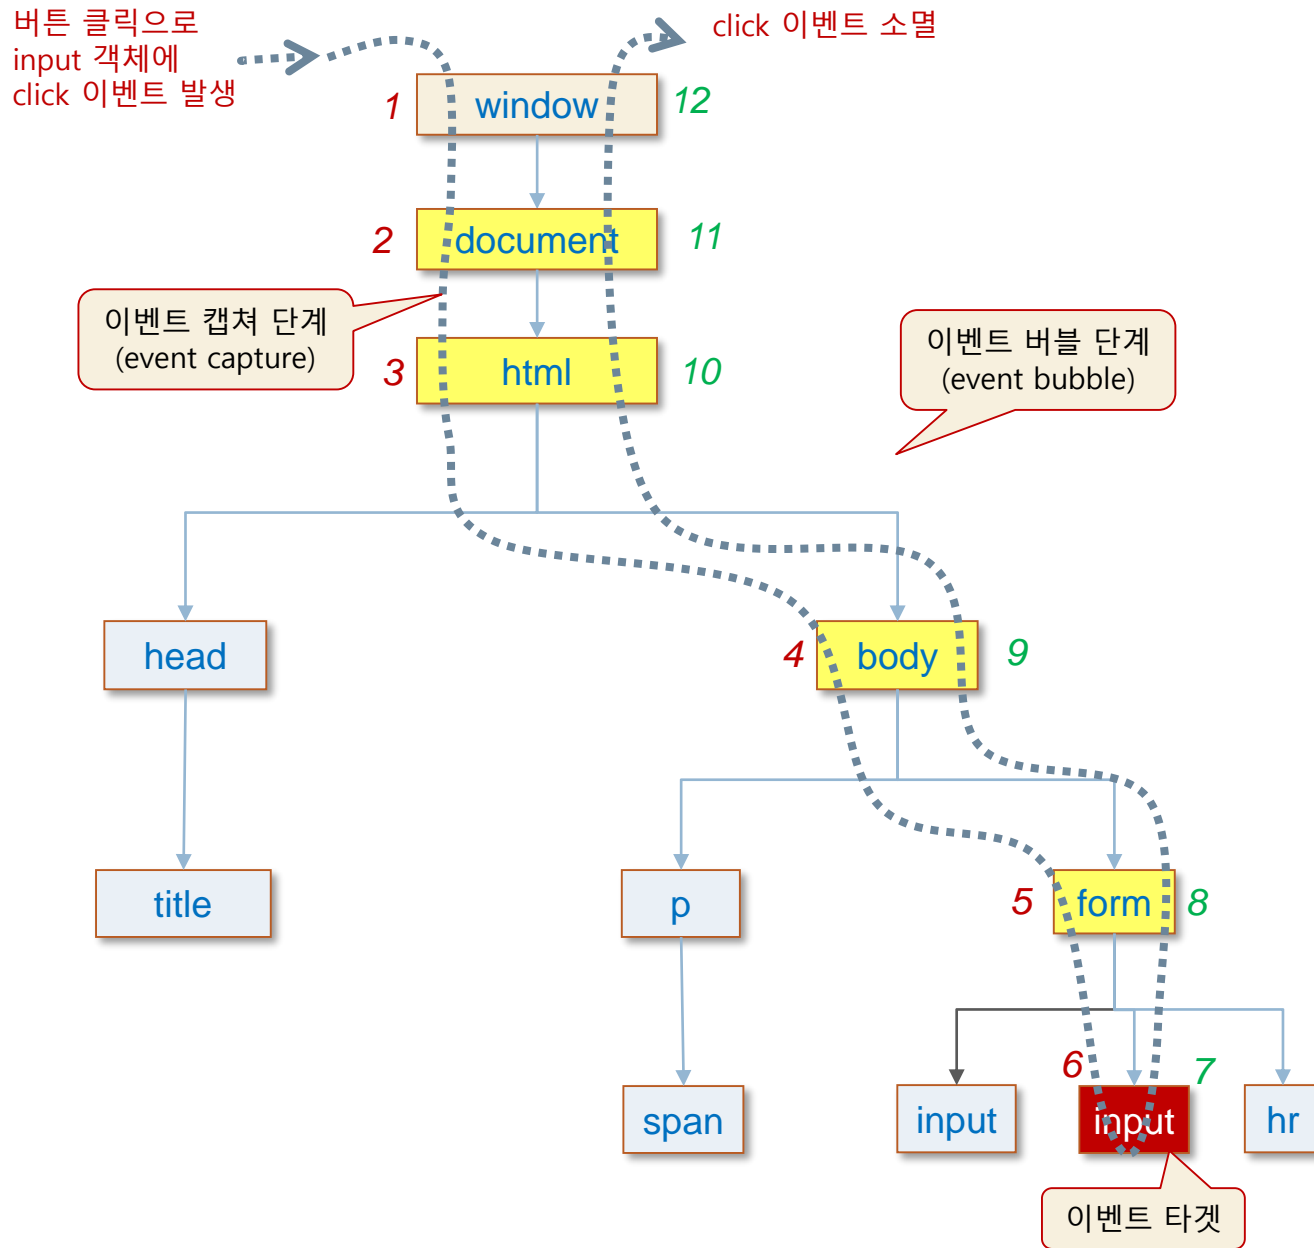 버튼 클릭으로
input 객체에
click 이벤트 발생
click 이벤트 소멸
1
window
12
2
document
11
이벤트 캡쳐 단계
(event capture)
3
html
10
이벤트 버블 단계
(event bubble)
head
4
body
9
title
p
5
form
8
6
7
span
input
input
hr
이벤트 타겟